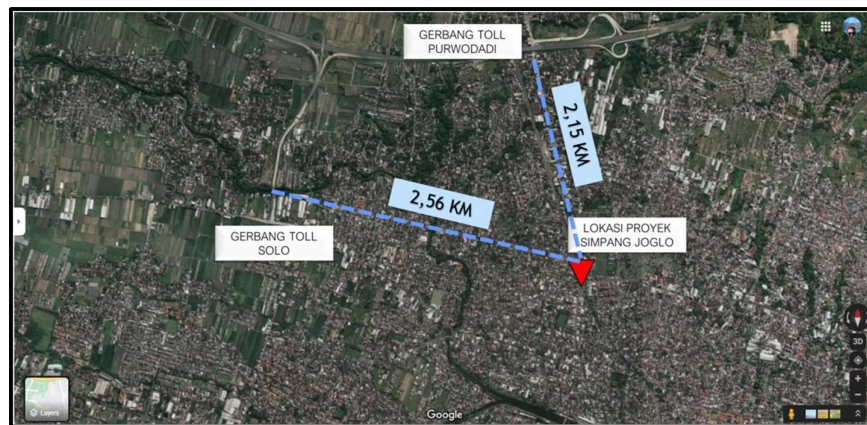 GERBANG TOLL
PURWODADI
2,15 KM
2,56 KM
LOKASI PROYEK
SIMPANG JOGLO
GERBANG TOLL
SOLO
3D
Layers
Google